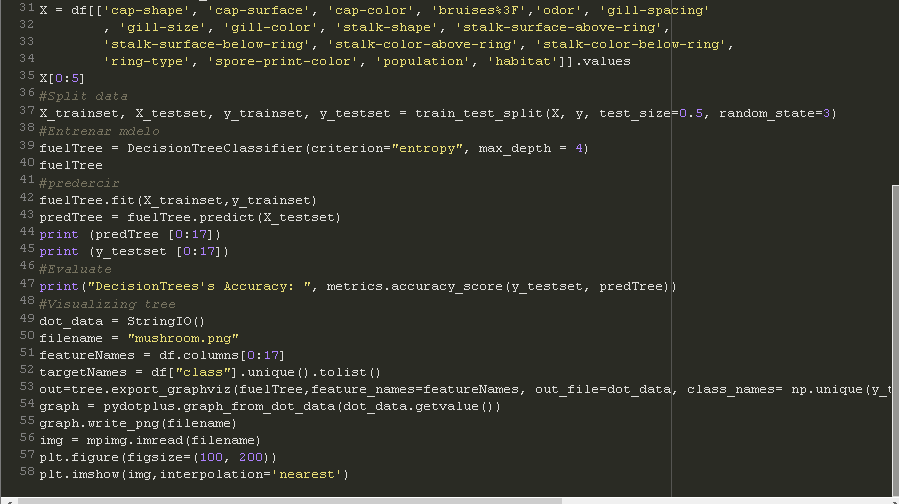 31 X = df[['cap-shape', 'cap-surface', 'cap-color', 'bruises%3F','odor', 'gill-spacing'
32 , 'gill-size', 'gill-color', 'stalk-shape', 'stalk-surface-above-ring',
33 'stalk-surface-below-ring', 'stalk-color-above-ring', 'stalk-color-below-ring',
34 'ring-type', 'spore-print-color', 'population', 'habitat']].values
35 X[0:5]
36 #Split data
37 X_trainset, X_testset, y_trainset, y_testset = train_test_split(X, y, test_size=0.5, random_state=3)
38 #Entrenar mdelo
39 fuelTree = DecisionTreeClassifier(criterion="entropy", max_depth = 4)
40 fuelTree
41 #predercir
42 fuelTree.fit(X_trainset,y_trainset)
43 predTree = fuelTree.predict(X_testset)
44 print (predTree [0:17])
45 print (y_testset [0:17])
46 #Evaluate
47 print("DecisionTrees's Accuracy: ", metrics.accuracy_score(y_testset, predTree))
48 #Visualizing tree
49 dot_data = StringIO()
50 filename = "mushroom.png"
51 featureNames = df.columns[0:17]
52 targetNames = df["class"].unique().tolist()
53 out=tree.export_graphviz(fuelTree,feature_names=featureNames, out_file=dot_data, class_names= np.unique(y_t
54 graph = pydotplus.graph_from_dot_data(dot_data.getvalue())
55 graph.write_png(filename)
56 img = mpimg.imread(filename)
57 plt.figure(figsize=(100, 200))
58 plt.imshow(img,interpolation='nearest')